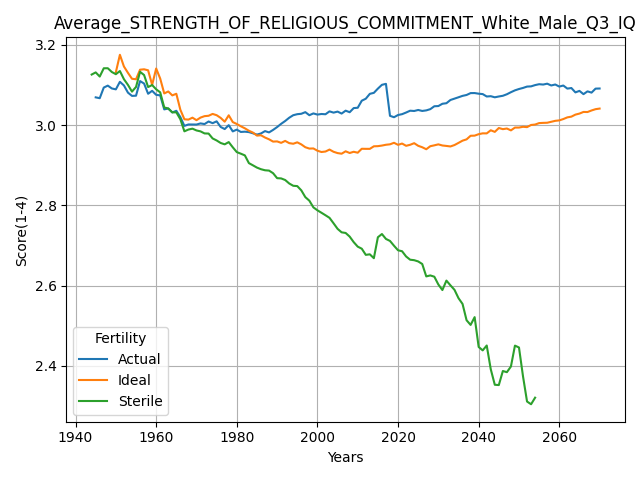 Average_STRENGTH_OF_RELIGIOUS_COMMITMENT_White_Male_Q3_IQ
3.2
3.0
2.8
2.6
2.4
Score(1-4)
Fertility
Actual
Ideal
Sterile
1940 1960 1980 2000 2020 2040 2060
Years